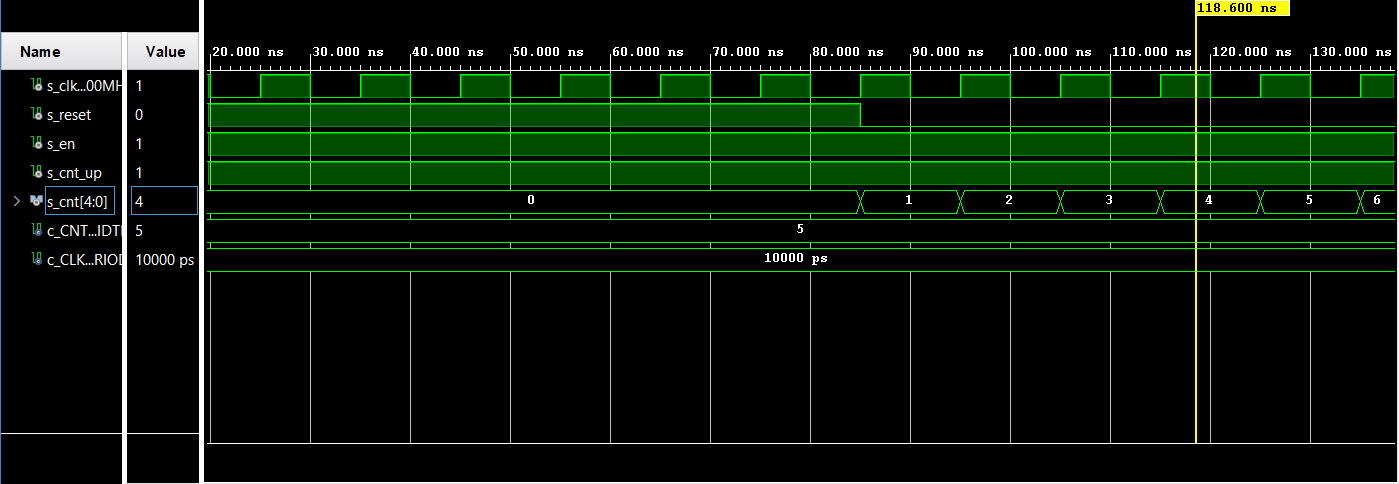 118.600 ns
Name Value
20.000 ns 30.000 ns 40.000 ns 50.000 ns 60.000 ns 70.000 ns 80.000 ns 90.000 ns 100.000 ns 110.000 ns 120.000 ns 130.000 ns
s_clk...00MH 1
s_reset 0
s_en 1
s_cnt_up 1
s_cnt[4:0] 4 0 1 2 3 4 5 6
c_CNT...IDTI 5 5
c_CLK...RIOD 10000 ps 10000 ps